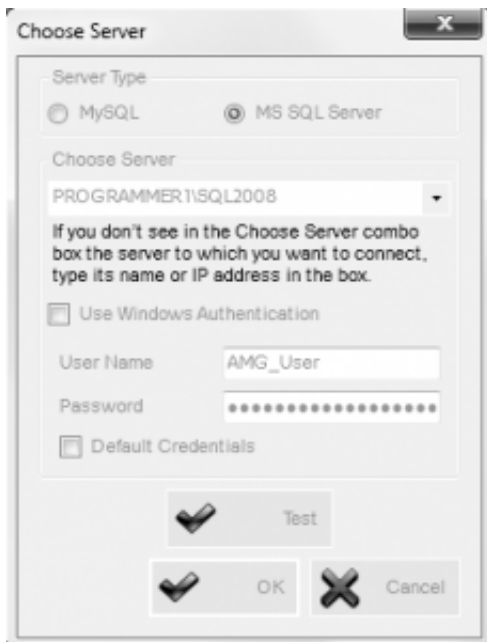 Choose Server
Server Type
MySQL MS SQL Server
Choose Server
PROGRAMMER1\SQL2008
If you don't see in the Choose Server combo
box the server to which you want to connect,
type its name or IP address in the box.
Use Windows Authentication
User Name AMG_User
Password ••••••••••••••••••
Default Credentials
Test
OK Cancel